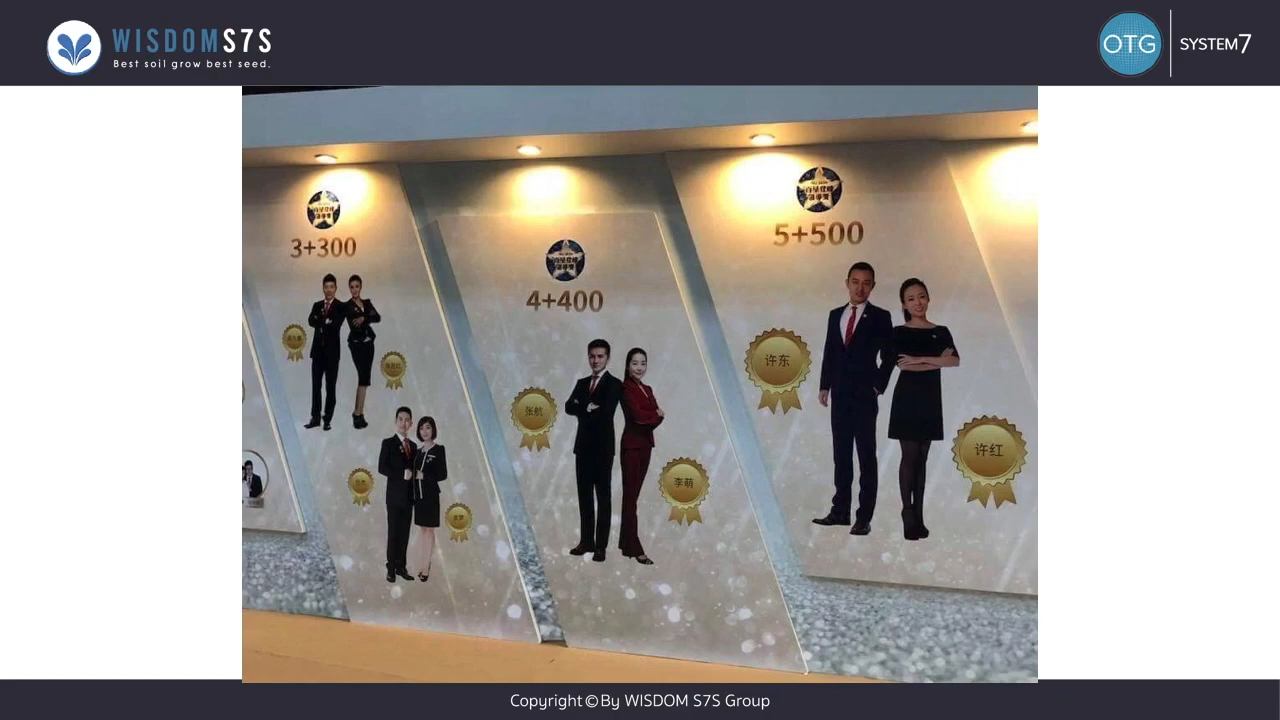 WISDOMS7S
Best soil grow best seed.
OTG
SYSTEM7
3+300
4+400
张航
李萌
5+500
许东
许红
Copyright©By WISDOM S7S Group